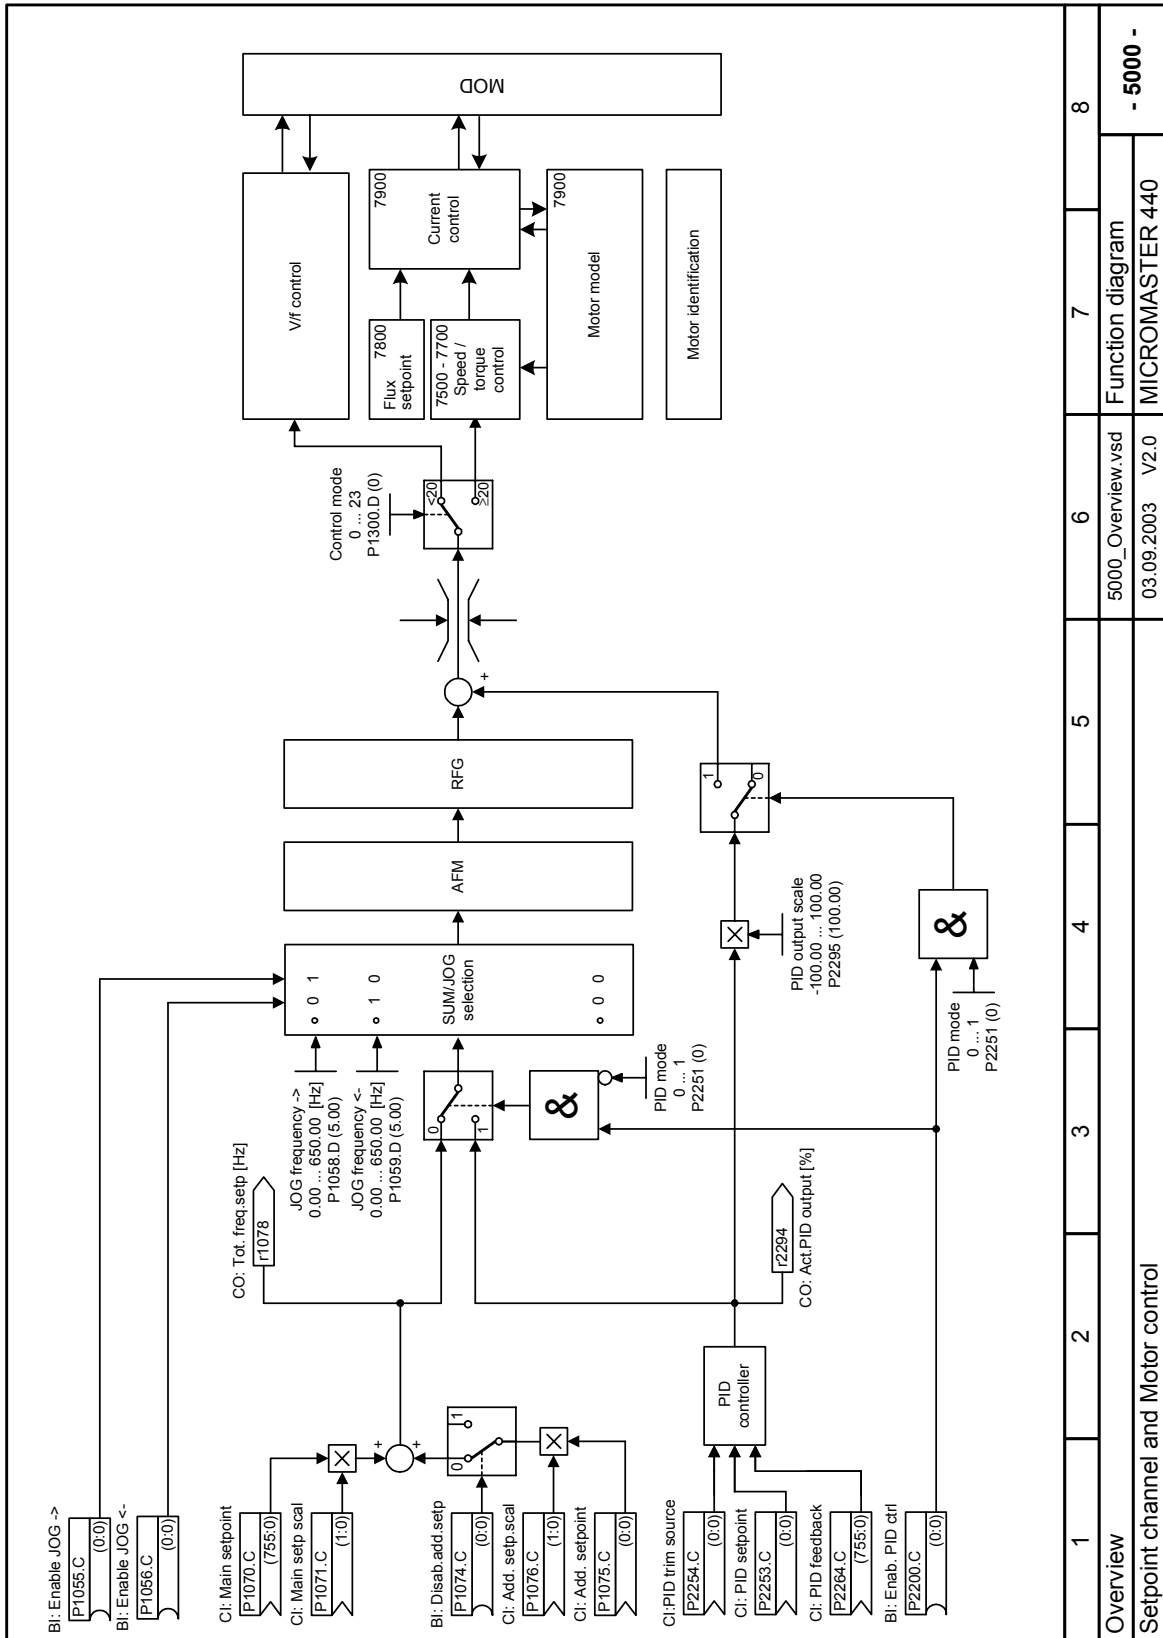 BI: Enable JOG ->
P1055.C
(0:0)
BI: Enable JOG <-
P1056.C
(0:0)
CI: Main setpoint
P1070.C
(755:0)
CI: Main setp scal
P1071.C
(1:0)
BI: Disab.add.setp
P1074.C
(0:0)
CI: Add. setp.scal
P1076.C
(1:0)
CI: Add. setpoint
P1075.C
(0:0)
CI:PID trim source
P2254.C
(0:0)
CI: PID setpoint
P2253.C
(0:0)
CI: PID feedback
P2264.C
(755:0)
BI: Enab. PID ctrl
P2200.C
(0:0)
+
+
0
1
PID
controller
CO: Tot. freq.setp [Hz]
r1078
CO: Act.PID output [%]
r2294
JOG frequency ->
0.00 ... 650.00 [Hz]
P1058.D (5.00)
JOG frequency <-
0.00 ... 650.00 [Hz]
P1059.D (5.00)
0
1
&
PID mode
0 ... 1
P2251 (0)
0 1
1 0
SUM/JOG
selection
0 0
PID output scale
-100.00 ... 100.00
P2295 (100.00)
PID mode
0 ... 1
P2251 (0)
&
AFM
RFG
1
0
+
Control mode
0 ... 23
P1300.D (0)
<20
≥20
V/f control
7800
Flux
setpoint
7500 - 7700
Speed /
torque
control
7900
Current
control
7900
Motor model
Motor identification
MOD
1
2
3
4
5
6
7
8
Overview
5000_Overview.vsd
Function diagram
- 5000 -
Setpoint channel and Motor control
03.09.2003
V2.0
MICROMASTER 440